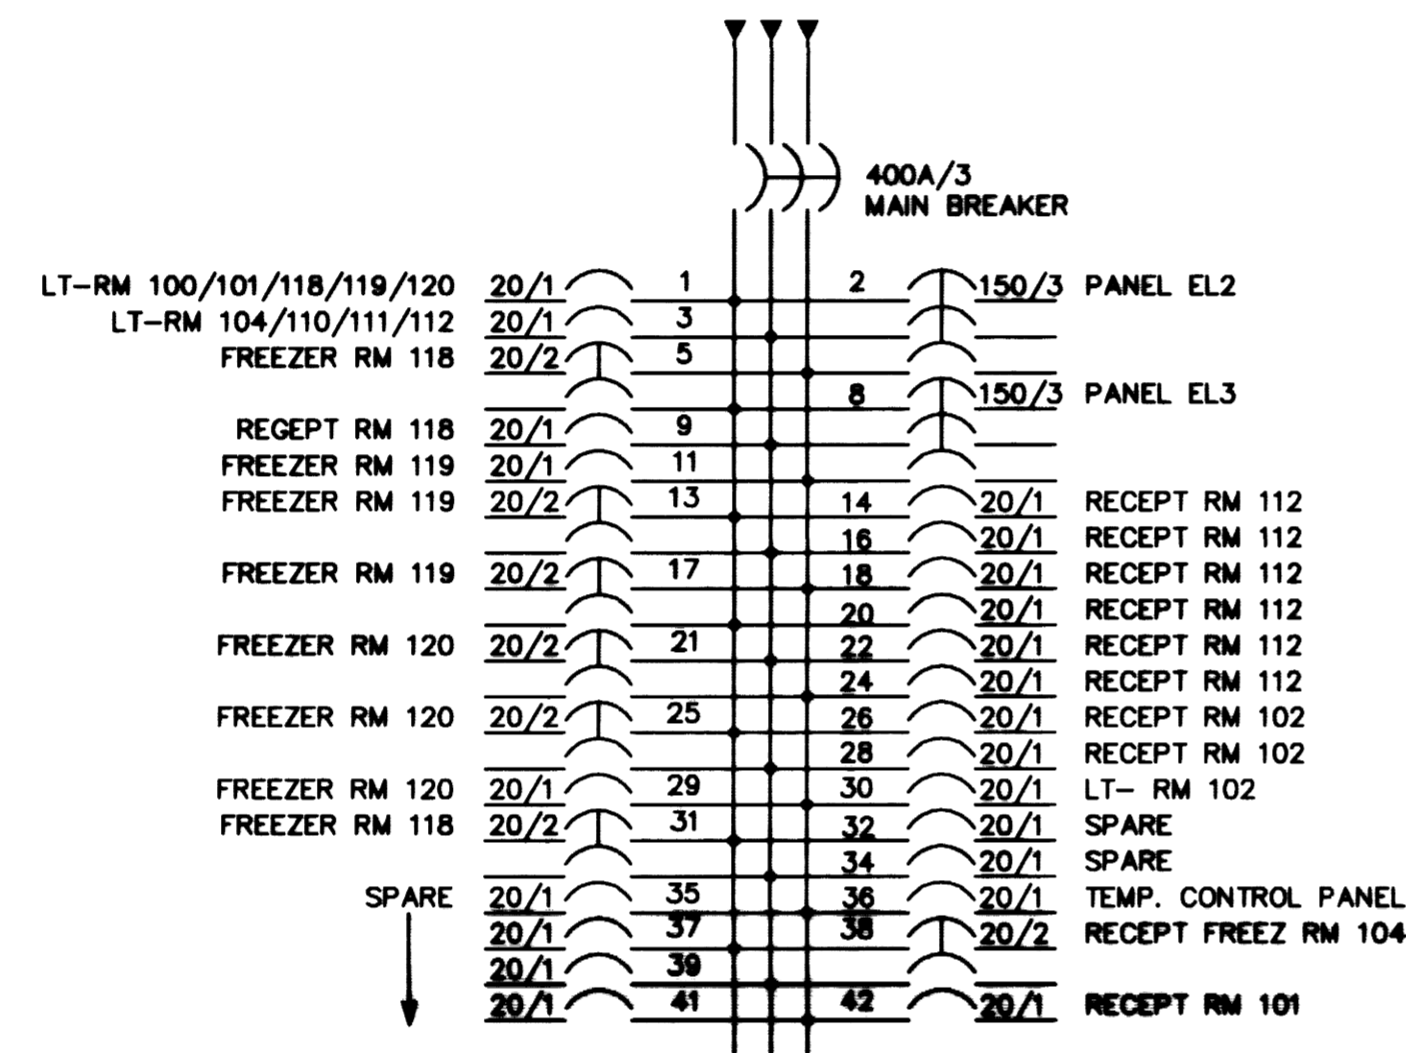 400A/3
MAIN BREAKER
LT-RM 100/101/118/119/120 20/1 1 2 150/3 PANEL EL2
LT-RM 104/110/111/112 20/1 3
FREEZER RM 118 20/2 5
8 150/3 PANEL EL3
REGEPT RM 118 20/1 9
FREEZER RM 119 20/1 11
FREEZER RM 119 20/2 13 14 20/1 RECEPT RM 112
16 20/1 RECEPT RM 112
FREEZER RM 119 20/2 17 18 20/1 RECEPT RM 112
20 20/1 RECEPT RM 112
FREEZER RM 120 20/2 21 22 20/1 RECEPT RM 112
24 20/1 RECEPT RM 112
FREEZER RM 120 20/2 25 26 20/1 RECEPT RM 102
28 20/1 RECEPT RM 102
FREEZER RM 120 20/1 29 30 20/1 LT- RM 102
FREEZER RM 118 20/2 31 32 20/1 SPARE
34 20/1 SPARE
SPARE 20/1 35 36 20/1 TEMP. CONTROL PANEL
20/1 37 38 20/2 RECEPT FREEZ RM 104
20/1 39
20/1 41 42 20/1 RECEPT RM 101